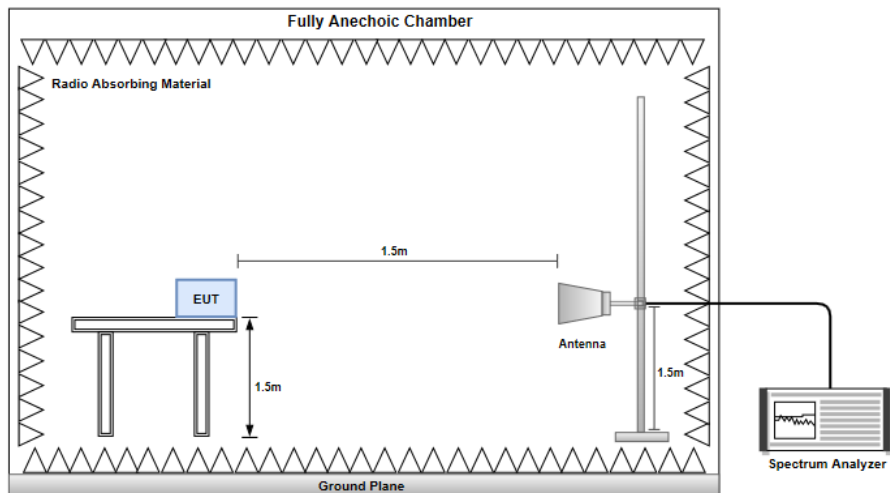 Fully Anechoic Chamber
Radio Absorbing Material
1.5m
EUT
Antenna
1.5m
1.5m
Spectrum Analyzer
Ground Plane